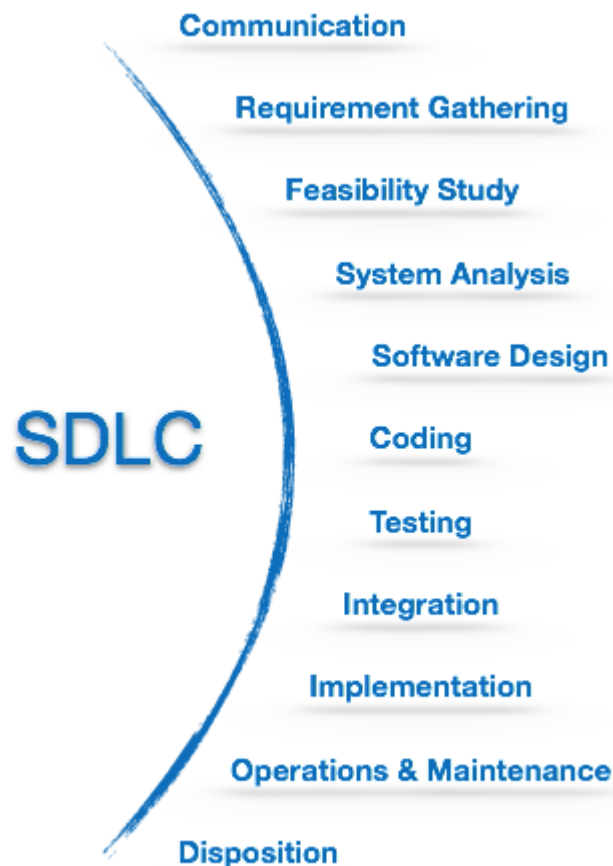 Communication
Requirement Gathering
Feasibility Study
System Analysis
Software Design
SDLC
Coding
Testing
Integration
Implementation
Operations & Maintenance
Disposition